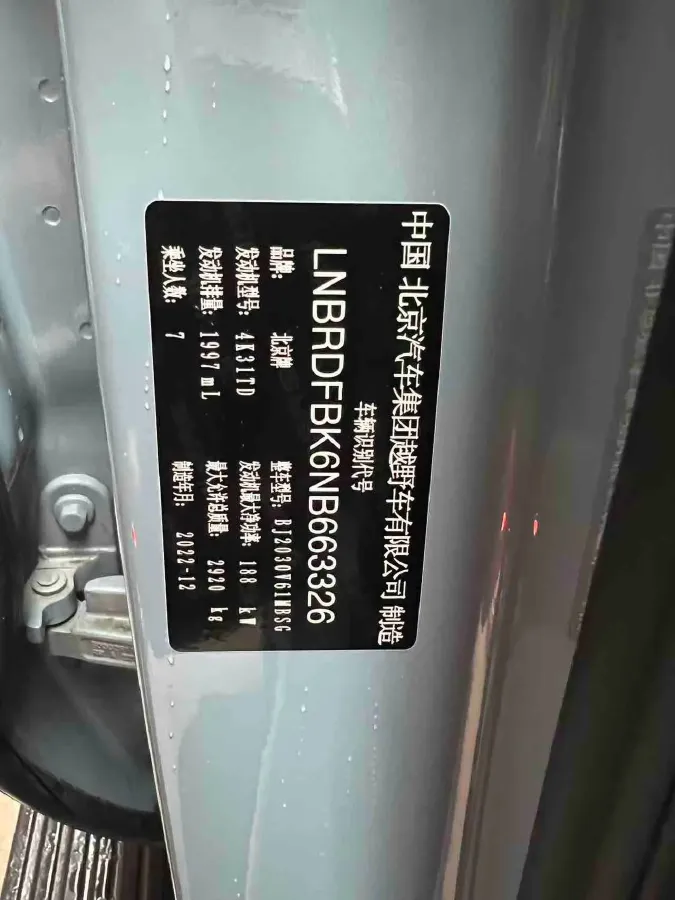 中国 北京汽车集团越野车有限公司 制造
车辆识别代号
LNBRDFBK6NB663326
品牌: 北京牌 整车型号: BJ2030V61MBSG
发动机型号: 4K31TD 发动机最大净功率: 188 kW
发动机排量: 1997 mL 最大允许总质量: 2920 kg
乘坐人数: 7 制造年月: 2022-12